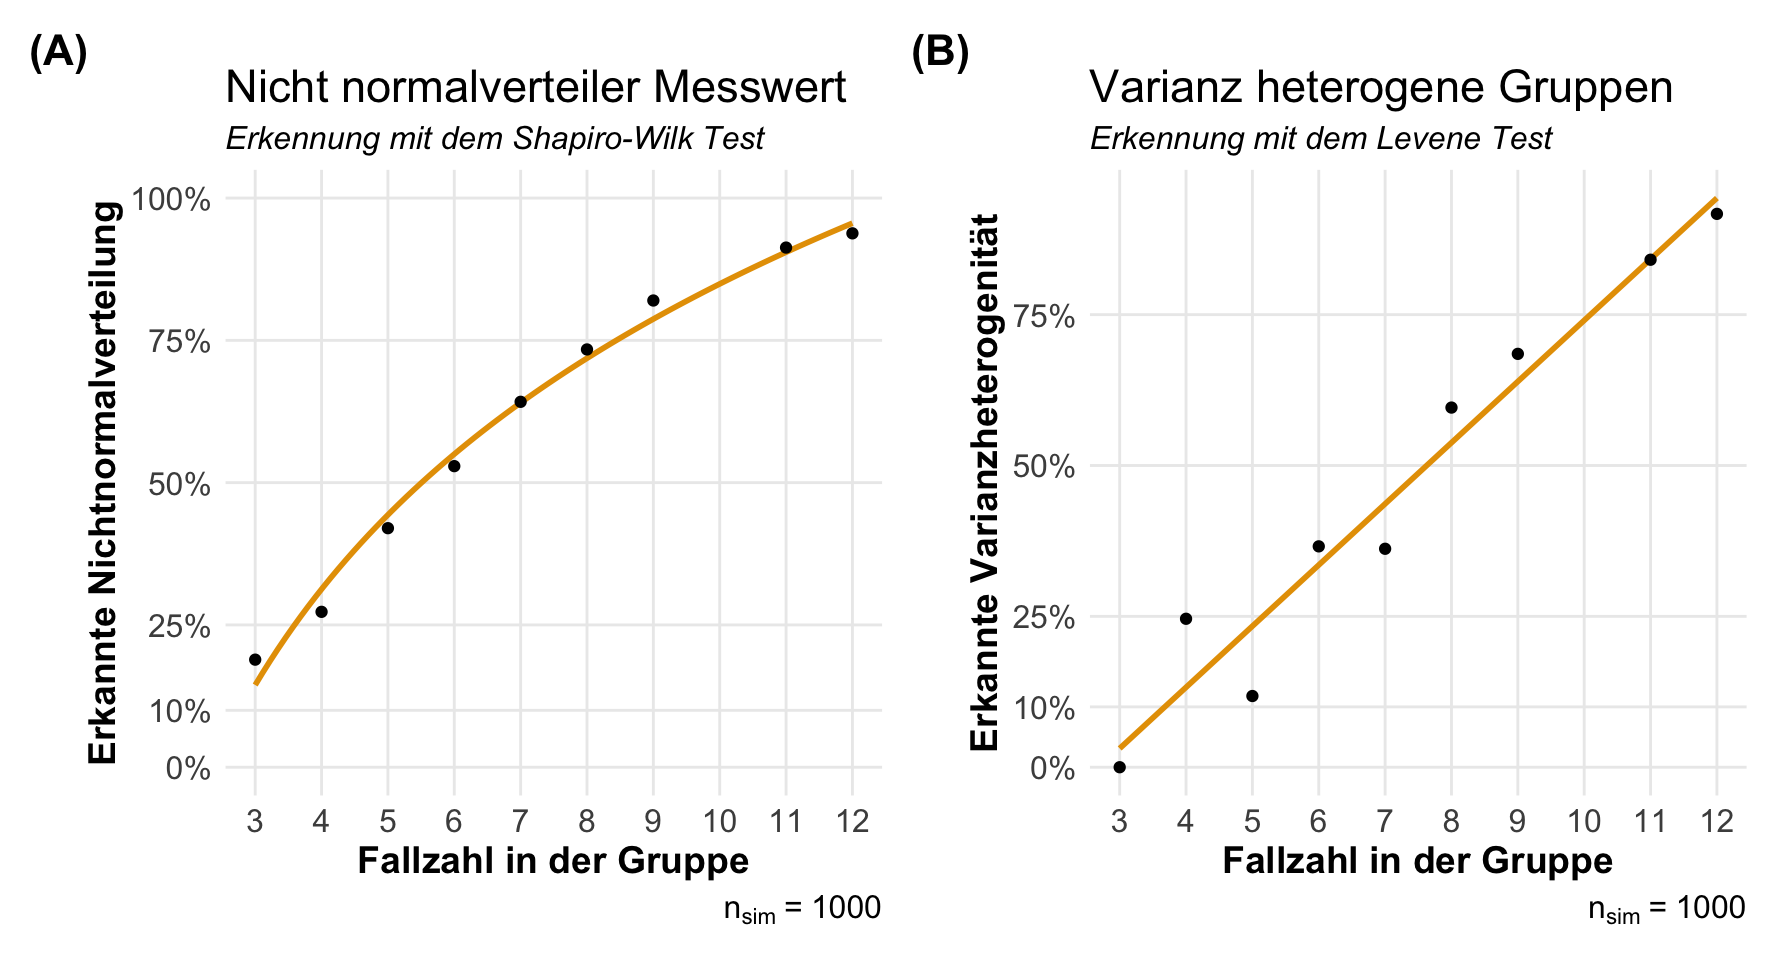 (A)
Nicht normalverteiler Messwert
Erkennung mit dem Shapiro-Wilk Test
Erkannte Nichtnormalverteilung
100%
75%
50%
25%
10%
0%
3 4 5 6 7 8 9 10 11 12
Fallzahl in der Gruppe
nsim = 1000
(B)
Varianz heterogene Gruppen
Erkennung mit dem Levene Test
Erkannte Varianzheterogenität
75%
50%
25%
10%
0%
3 4 5 6 7 8 9 10 11 12
Fallzahl in der Gruppe
nsim = 1000